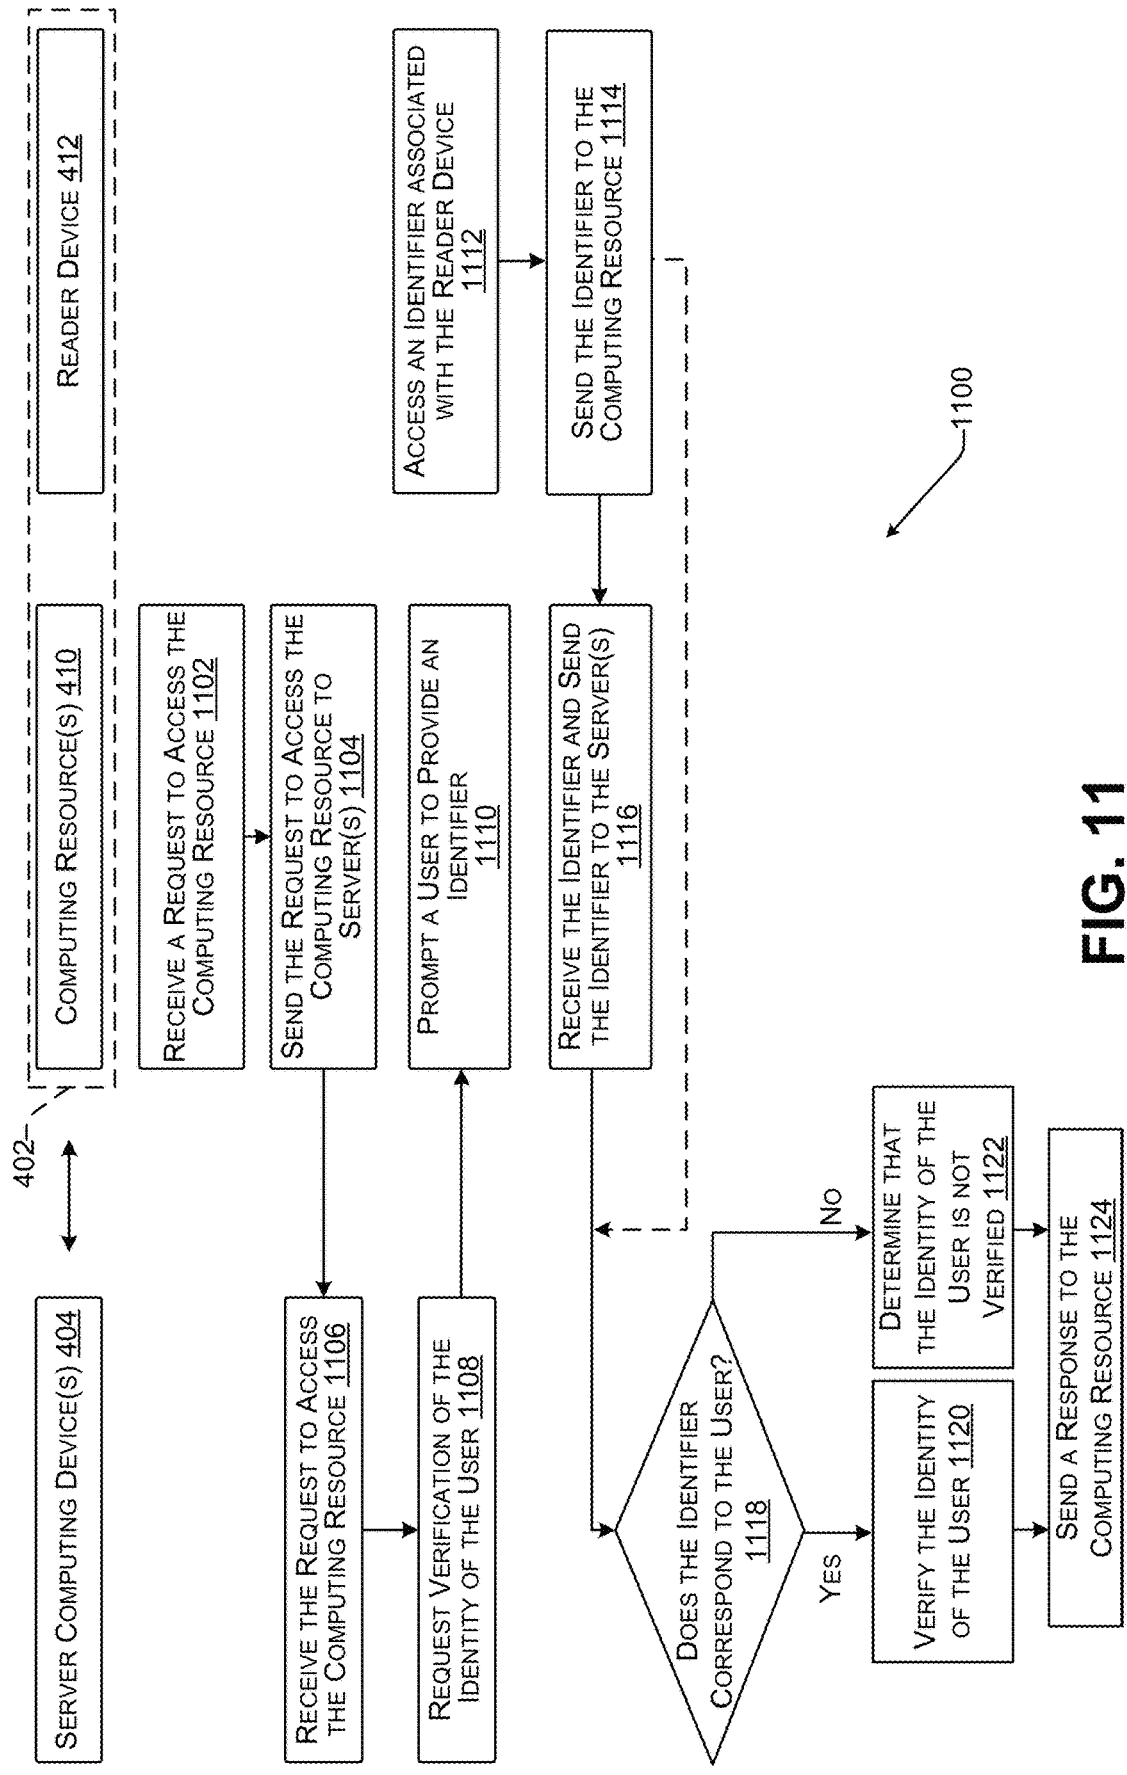 402
SERVER COMPUTING DEVICE(S) 404
COMPUTING RESOURCE(S) 410
READER DEVICE 412
RECEIVE A REQUEST TO ACCESS THE
COMPUTING RESOURCE 1102
SEND THE REQUEST TO ACCESS THE
COMPUTING RESOURCE TO
SERVER(S) 1104
RECEIVE THE REQUEST TO ACCESS
THE COMPUTING RESOURCE 1106
REQUEST VERIFICATION OF THE
IDENTITY OF THE USER 1108
PROMPT A USER TO PROVIDE AN
IDENTIFIER
1110
ACCESS AN IDENTIFIER ASSOCIATED
WITH THE READER DEVICE
1112
SEND THE IDENTIFIER TO THE
COMPUTING RESOURCE 1114
RECEIVE THE IDENTIFIER AND SEND
THE IDENTIFIER TO THE SERVER(S)
1116
DOES THE IDENTIFIER
CORRESPOND TO THE USER?
1118
YES
NO
VERIFY THE IDENTITY
OF THE USER 1120
DETERMINE THAT
THE IDENTITY OF THE
USER IS NOT
VERIFIED 1122
SEND A RESPONSE TO THE
COMPUTING RESOURCE 1124
1100
FIG. 11